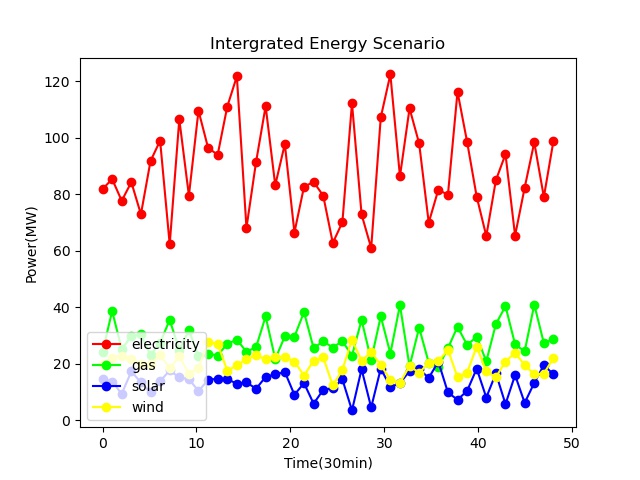 Intergrated Energy Scenario
120
100
80
60
40
20
0
Power(MW)
electricity
gas
solar
wind
0 10 20 30 40 50
Time(30min)